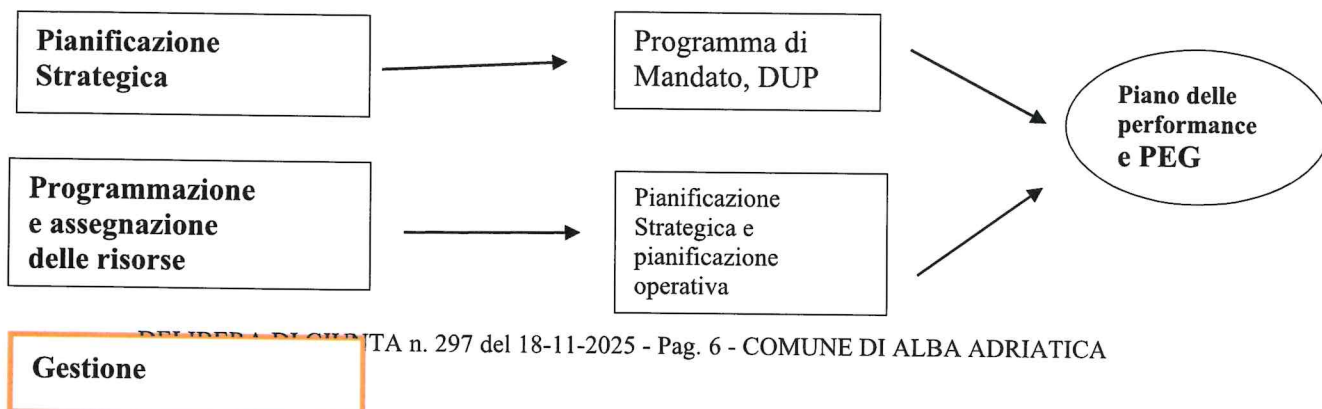 Pianificazione
Strategica
Programma di
Mandato, DUP
Piano delle
performance
e PEG
Programmazione
e assegnazione
delle risorse
Pianificazione
Strategica e
pianificazione
operativa
TA n. 297 del 18-11-2025 - Pag. 6 - COMUNE DI ALBA ADRIATICA
Gestione